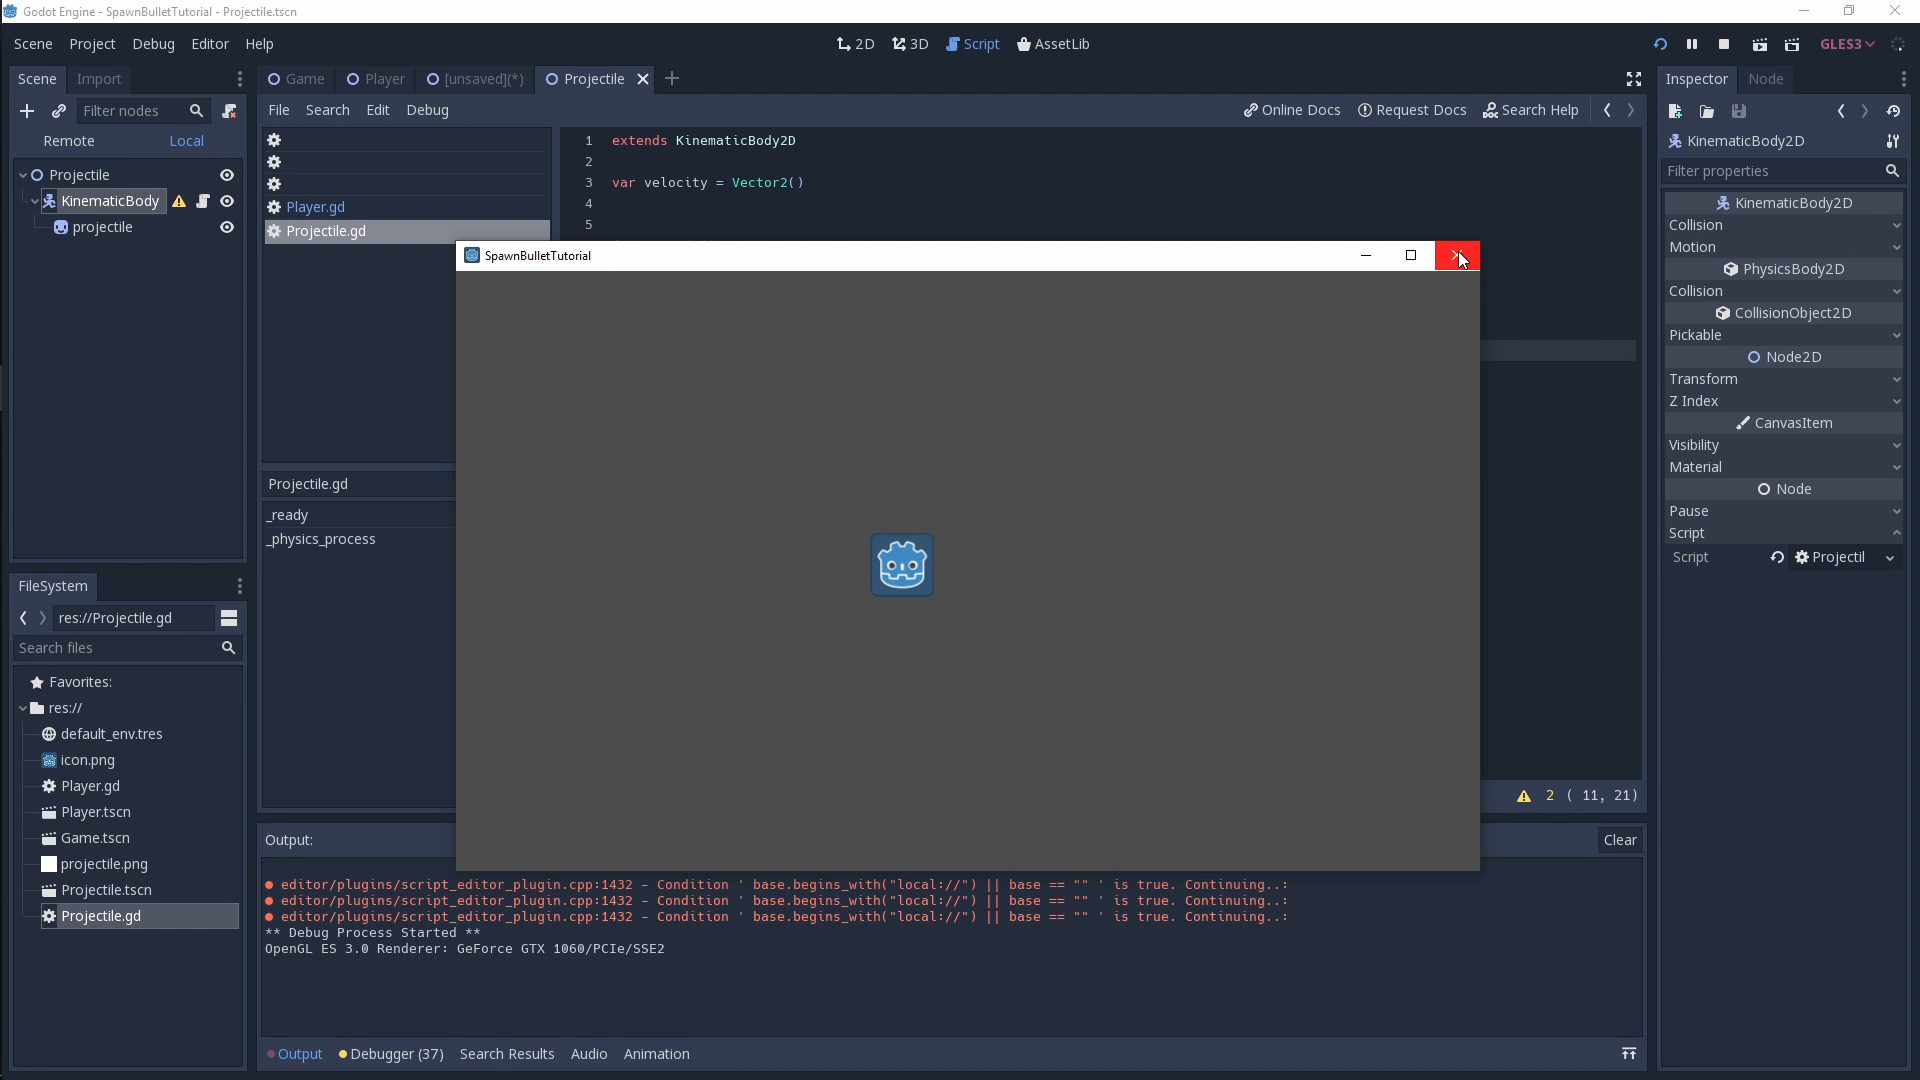 Godot Engine - SpawnBulletTutorial - Projectile.tscn
Scene Project Debug Editor Help
2D 3D Script AssetLib
GLES3
Scene Import
Game Player [unsaved](*) Projectile
Inspector Node
Filter nodes
File Search Edit Debug
Online Docs Request Docs Search Help
Remote Local
KinematicBody2D
Filter properties
Projectile
KinematicBody
projectile
Player.gd
Projectile.gd
1 extends KinematicBody2D
2
3 var velocity = Vector2()
4
5
SpawnBulletTutorial
KinematicBody2D
Collision
Motion
PhysicsBody2D
Collision
CollisionObject2D
Pickable
Node2D
Transform
Z Index
CanvasItem
Visibility
Material
Node
Pause
Script
Script Projectil
Projectile.gd
_ready
_physics_process
FileSystem
res://Projectile.gd
Search files
Favorites:
res://
default_env.tres
icon.png
Player.gd
Player.tscn
Game.tscn
projectile.png
Projectile.tscn
Projectile.gd
2 ( 11, 21)
Output:
Clear
editor/plugins/script_editor_plugin.cpp:1432 - Condition ' base.begins_with("local://") || base == "" ' is true. Continuing..:
editor/plugins/script_editor_plugin.cpp:1432 - Condition ' base.begins_with("local://") || base == "" ' is true. Continuing..:
editor/plugins/script_editor_plugin.cpp:1432 - Condition ' base.begins_with("local://") || base == "" ' is true. Continuing..:
** Debug Process Started **
OpenGL ES 3.0 Renderer: GeForce GTX 1060/PCIe/SSE2
Output Debugger (37) Search Results Audio Animation